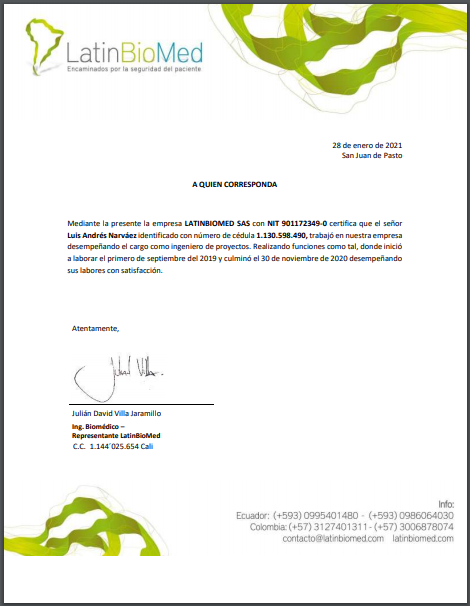 LatinBioMed
Encaminados por la seguridad del paciente
28 de enero de 2021
San Juan de Pasto
A QUIEN CORRESPONDA
Mediante la presente la empresa LATINBIOMED SAS con NIT 901172349-0 certifica que el señor
Luis Andrés Narváez identificado con número de cédula 1.130.598.490, trabajó en nuestra empresa
desempeñando el cargo como ingeniero de proyectos. Realizando funciones como tal, donde inició
a laborar el primero de septiembre del 2019 y culminó el 30 de noviembre de 2020 desempeñando
sus labores con satisfacción.
Atentamente,
Julián David Villa Jaramillo
Ing. Biomédico –
Representante LatinBioMed
C.C. 1.144´025.654 Cali
Info:
Ecuador: (+593) 0995401480 - (+593) 0986064030
Colombia: (+57) 3127401311 - (+57) 3006878074
contacto@latinbiomed.com latinbiomed.com